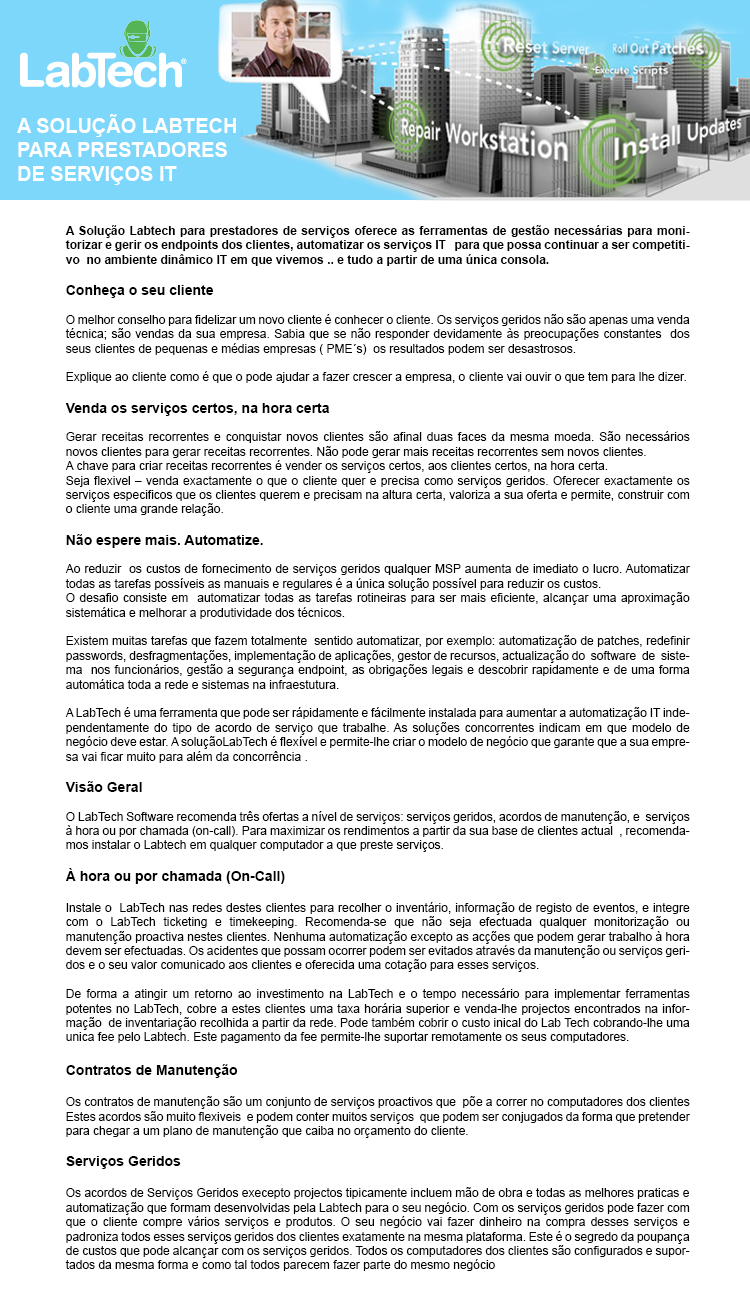 LabTech®
Reset Server
Roll Out Patches
Execute Scripts
Repair Workstation
Install Updates
A SOLUÇÃO LABTECH
PARA PRESTADORES
DE SERVIÇOS IT
A Solução Labtech para prestadores de serviços oferece as ferramentas de gestão necessárias para moni-
torizar e gerir os endpoints dos clientes, automatizar os serviços IT para que possa continuar a ser competiti-
vo no ambiente dinâmico IT em que vivemos .. e tudo a partir de uma única consola.
Conheça o seu cliente
O melhor conselho para fidelizar um novo cliente é conhecer o cliente. Os serviços geridos não são apenas uma venda
técnica; são vendas da sua empresa. Sabia que se não responder devidamente às preocupações constantes dos
seus clientes de pequenas e médias empresas ( PME´s) os resultados podem ser desastrosos.
Explique ao cliente como é que o pode ajudar a fazer crescer a empresa, o cliente vai ouvir o que tem para lhe dizer.
Venda os serviços certos, na hora certa
Gerar receitas recorrentes e conquistar novos clientes são afinal duas faces da mesma moeda. São necessários
novos clientes para gerar receitas recorrentes. Não pode gerar mais receitas recorrentes sem novos clientes.
A chave para criar receitas recorrentes é vender os serviços certos, aos clientes certos, na hora certa.
Seja flexivel – venda exactamente o que o cliente quer e precisa como serviços geridos. Oferecer exactamente os
serviços especificos que os clientes querem e precisam na altura certa, valoriza a sua oferta e permite, construir com
o cliente uma grande relação.
Não espere mais. Automatize.
Ao reduzir os custos de fornecimento de serviços geridos qualquer MSP aumenta de imediato o lucro. Automatizar
todas as tarefas possíveis as manuais e regulares é a única solução possível para reduzir os custos.
O desafio consiste em automatizar todas as tarefas rotineiras para ser mais eficiente, alcançar uma aproximação
sistemática e melhorar a produtividade dos técnicos.
Existem muitas tarefas que fazem totalmente sentido automatizar, por exemplo: automatização de patches, redefinir
passwords, desfragmentações, implementação de aplicações, gestor de recursos, actualização do software de siste-
ma nos funcionários, gestão a segurança endpoint, as obrigações legais e descobrir rapidamente e de uma forma
automática toda a rede e sistemas na infraestutura.
A LabTech é uma ferramenta que pode ser rápidamente e fácilmente instalada para aumentar a automatização IT inde-
pendentamente do tipo de acordo de serviço que trabalhe. As soluções concorrentes indicam em que modelo de
negócio deve estar. A soluçãoLabTech é flexível e permite-lhe criar o modelo de negócio que garante que a sua empre-
sa vai ficar muito para além da concorrência .
Visão Geral
O LabTech Software recomenda três ofertas a nível de serviços: serviços geridos, acordos de manutenção, e serviços
à hora ou por chamada (on-call). Para maximizar os rendimentos a partir da sua base de clientes actual , recomenda-
mos instalar o Labtech em qualquer computador a que preste serviços.
À hora ou por chamada (On-Call)
Instale o LabTech nas redes destes clientes para recolher o inventário, informação de registo de eventos, e integre
com o LabTech ticketing e timekeeping. Recomenda-se que não seja efectuada qualquer monitorização ou
manutenção proactiva nestes clientes. Nenhuma automatização excepto as acções que podem gerar trabalho à hora
devem ser efectuadas. Os acidentes que possam ocorrer podem ser evitados através da manutenção ou serviços geri-
dos e o seu valor comunicado aos clientes e oferecida uma cotação para esses serviços.
De forma a atingir um retorno ao investimento na LabTech e o tempo necessário para implementar ferramentas
potentes no LabTech, cobre a estes clientes uma taxa horária superior e venda-lhe projectos encontrados na infor-
mação de inventariação recolhida a partir da rede. Pode também cobrir o custo inical do Lab Tech cobrando-lhe uma
unica fee pelo Labtech. Este pagamento da fee permite-lhe suportar remotamente os seus computadores.
Contratos de Manutenção
Os contratos de manutenção são um conjunto de serviços proactivos que põe a correr no computadores dos clientes
Estes acordos são muito flexiveis e podem conter muitos serviços que podem ser conjugados da forma que pretender
para chegar a um plano de manutenção que caiba no orçamento do cliente.
Serviços Geridos
Os acordos de Serviços Geridos execepto projectos tipicamente incluem mão de obra e todas as melhores praticas e
automatização que formam desenvolvidas pela Labtech para o seu negócio. Com os serviços geridos pode fazer com
que o cliente compre vários serviços e produtos. O seu negócio vai fazer dinheiro na compra desses serviços e
padroniza todos esses serviços geridos dos clientes exatamente na mesma plataforma. Este é o segredo da poupança
de custos que pode alcançar com os serviços geridos. Todos os computadores dos clientes são configurados e supor-
tados da mesma forma e como tal todos parecem fazer parte do mesmo negócio